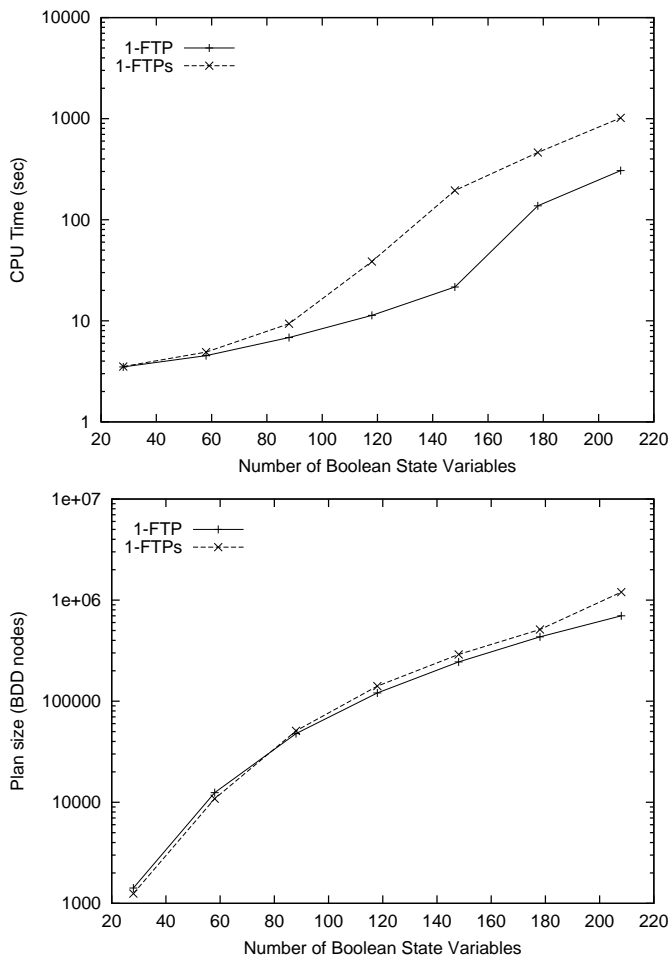 10000
1000
100
10
1
CPU Time (sec)
1-FTP
1-FTPs
20 40 60 80 100 120 140 160 180 200 220
Number of Boolean State Variables
1e+07
1e+06
100000
10000
1000
Plan size (BDD nodes)
1-FTP
1-FTPs
20 40 60 80 100 120 140 160 180 200 220
Number of Boolean State Variables